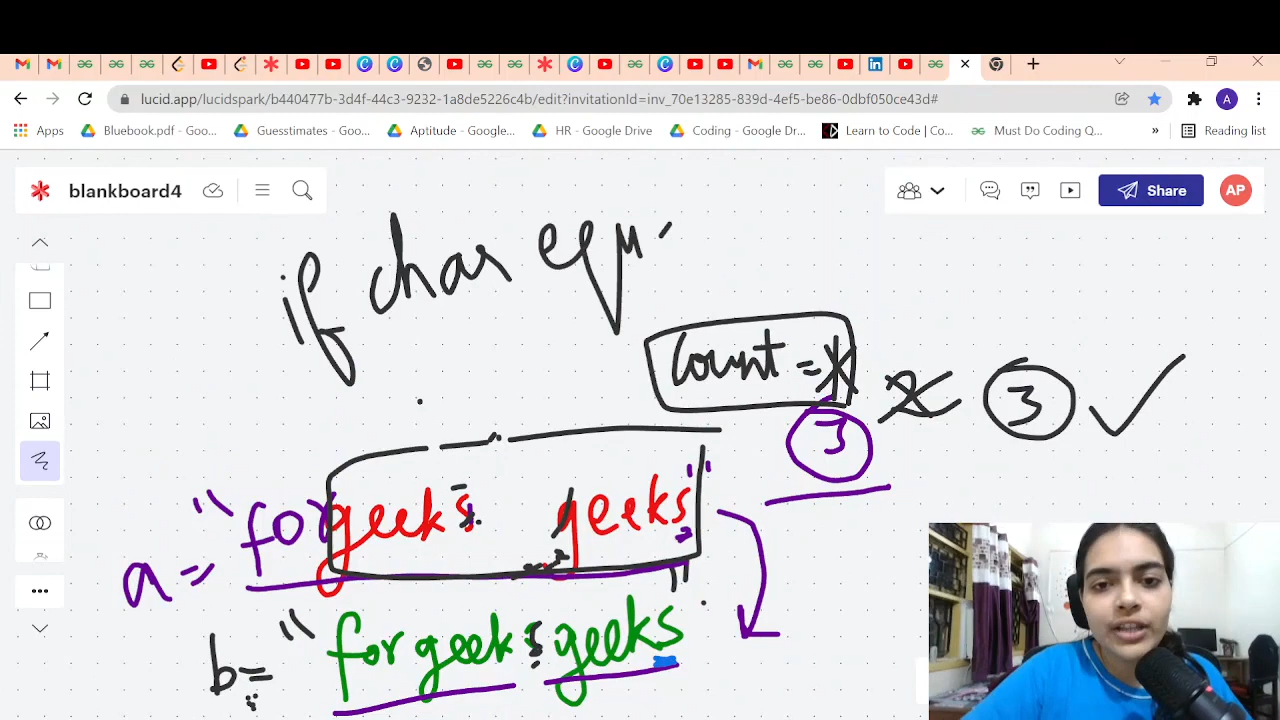 lucid.app/lucidspark/b440477b-3d4f-44c3-9232-1a8de5226c4b/edit?invitationId=inv_70e13285-839d-4ef5-be86-0dbf050ce43d#
A
Apps
Bluebook.pdf - Goo...
Guesstimates - Goo...
Aptitude - Google...
HR - Google Drive
Coding - Google Dr...
Learn to Code | Co...
Must Do Coding Q...
»
Reading list
blankboard4
Share
AP
if char equ
count =
3
3
a = "forgeeks geeks"
b = "forgeeksgeeks"